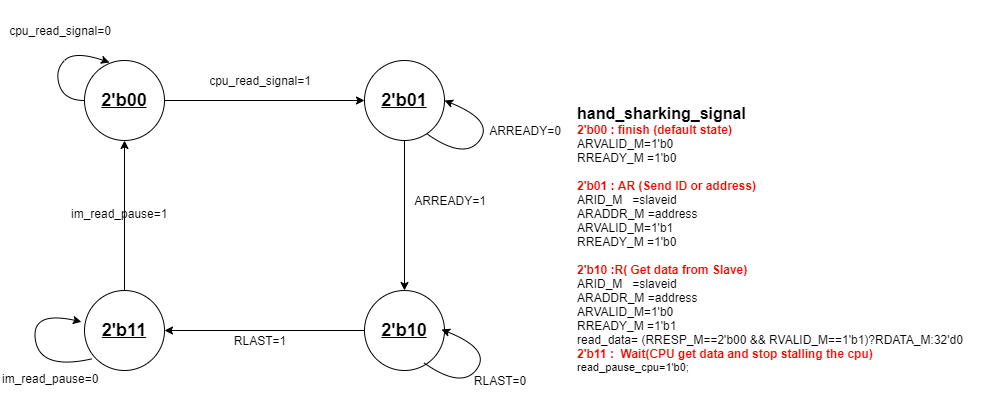 cpu_read_signal=0
2'b00
cpu_read_signal=1
2'b01
ARREADY=0
ARREADY=1
im_read_pause=1
2'b11
im_read_pause=0
RLAST=1
2'b10
RLAST=0
hand_sharking_signal
2'b00 : finish (default state)
ARVALID_M=1'b0
RREADY_M =1'b0
2'b01 : AR (Send ID or address)
ARID_M =slaveid
ARADDR_M =address
ARVALID_M=1'b1
RREADY_M =1'b0
2'b10 :R( Get data from Slave)
ARID_M =slaveid
ARADDR_M =address
ARVALID_M=1'b0
RREADY_M =1'b1
read_data= (RRESP_M==2'b00 && RVALID_M==1'b1)?RDATA_M:32'd0
2'b11 : Wait(CPU get data and stop stalling the cpu)
read_pause_cpu=1'b0;